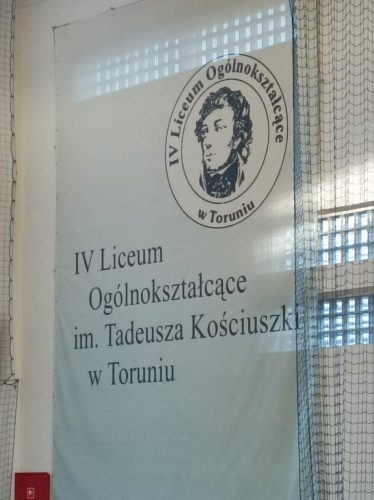 IV Liceum Ogólnokształcące
w Toruniu
IV Liceum
Ogólnokształcące
im. Tadeusza Kościuszki
w Toruniu